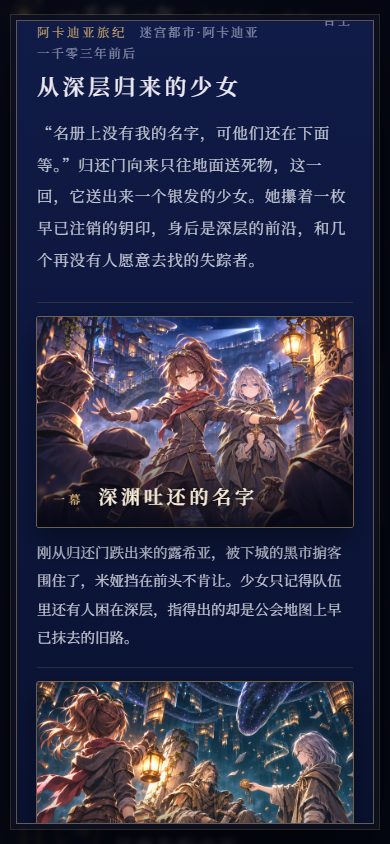 阿卡迪亚旅纪 迷宫都市·阿卡迪亚
一千零三年前后
从深层归来的少女
“名册上没有我的名字，可他们还在下面
等。”归还门向来只往地面送死物，这一
回，它送出来一个银发的少女。她攥着一枚
早已注销的钥印，身后是深层的前沿，和几
个再没有人愿意去找的失踪者。
一幕 深渊吐还的名字
刚从归还门跌出来的露希亚，被下城的黑市掮客
围住了，米娅挡在前头不肯让。少女只记得队伍
里还有人困在深层，指得出的却是公会地图上早
已抹去的旧路。